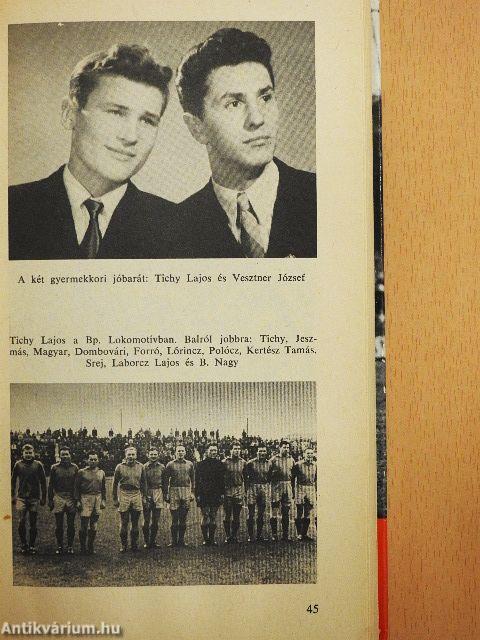 A két gyermekkori jóbarát: Tichy Lajos és Vesztner József
Tichy Lajos a Bp. Lokomotívban. Balról jobbra: Tichy, Jesz-
más, Magyar, Dombovári, Forró, Lőrincz, Polócz, Kertész Tamás,
Srej, Laborcz Lajos és B. Nagy
45
Antikvárium.hu